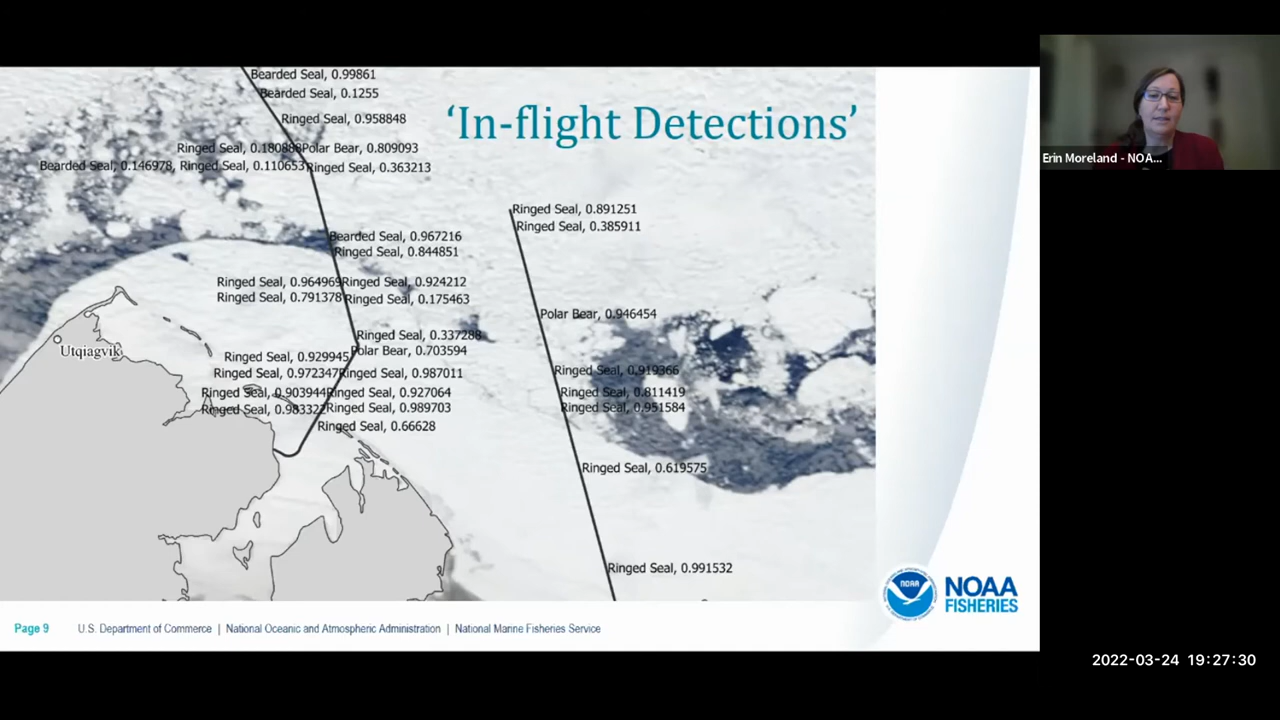 Bearded Seal, 0.99861
Bearded Seal, 0.1255
'In-flight Detections'
Ringed Seal, 0.958848
Ringed Seal, 0.180888 Polar Bear, 0.809093
Bearded Seal, 0.146978, Ringed Seal, 0.110653 Ringed Seal, 0.363213
Ringed Seal, 0.891251
Ringed Seal, 0.385911
Bearded Seal, 0.967216
Ringed Seal, 0.844851
Ringed Seal, 0.964969 Ringed Seal, 0.924212
Ringed Seal, 0.791378 Ringed Seal, 0.175463
Polar Bear, 0.946454
Ringed Seal, 0.337288
Utqiagvik
Polar Bear, 0.703594
Ringed Seal, 0.929945
Ringed Seal, 0.972347 Ringed Seal, 0.987011
Ringed Seal, 0.919366
Ringed Seal, 0.903944 Ringed Seal, 0.927064
Ringed Seal, 0.811419
Ringed Seal, 0.983322 Ringed Seal, 0.989703
Ringed Seal, 0.951584
Ringed Seal, 0.66628
Ringed Seal, 0.619575
Ringed Seal, 0.991532
NOAA
NOAA
FISHERIES
Page 9 U.S. Department of Commerce | National Oceanic and Atmospheric Administration | National Marine Fisheries Service
Erin Moreland - NOA...
2022-03-24 19:27:30